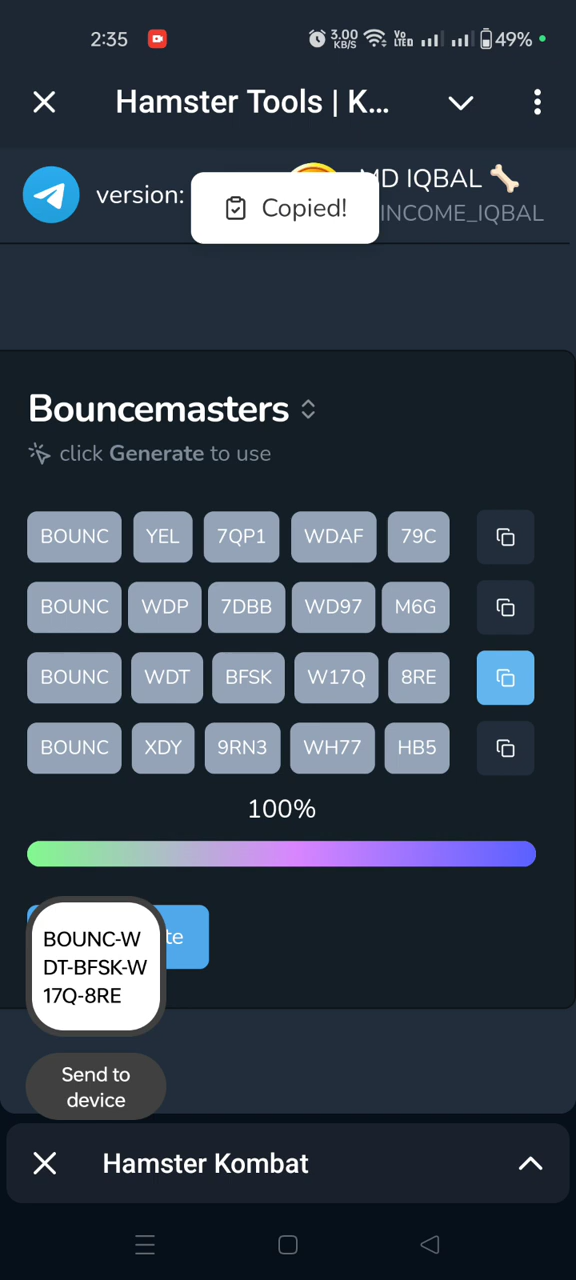 2:35 3.00 KB/S Vo LTED 49%
Hamster Tools | K...
version:
Copied!
MD IQBAL
INCOME_IQBAL
Bouncemasters
click Generate to use
BOUNC YEL 7QP1 WDAF 79C
BOUNC WDP 7DBB WD97 M6G
BOUNC WDT BFSK W17Q 8RE
BOUNC XDY 9RN3 WH77 HB5
100%
te
BOUNC-W
DT-BFSK-W
17Q-8RE
Send to
device
Hamster Kombat